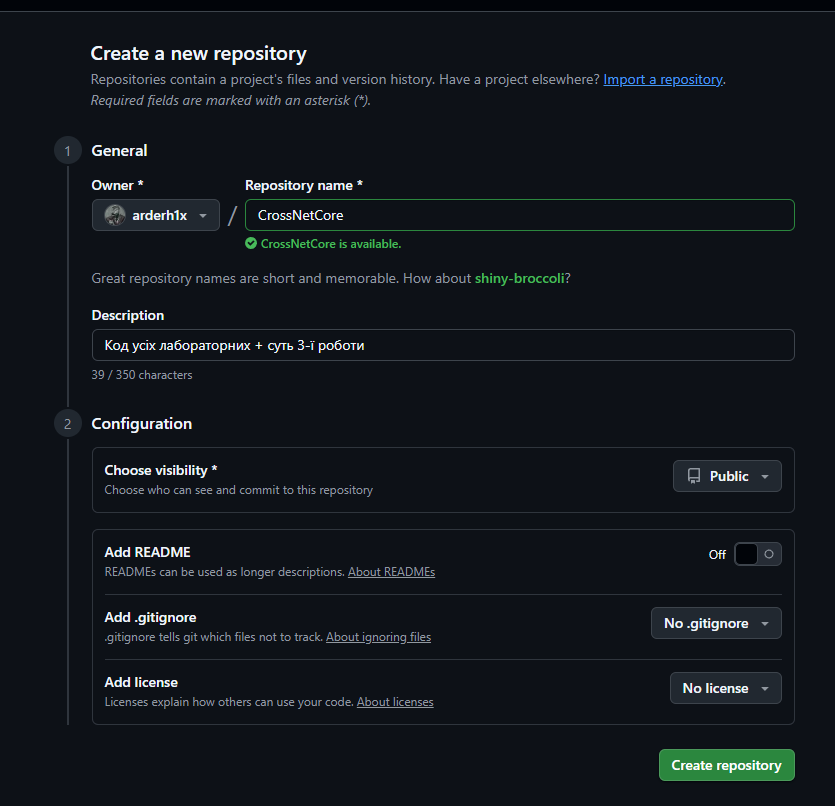 Create a new repository
Repositories contain a project's files and version history. Have a project elsewhere? Import a repository.
Required fields are marked with an asterisk (*).
1
General
Owner *
Repository name *
arderh1x
/
CrossNetCore
CrossNetCore is available.
Great repository names are short and memorable. How about shiny-broccoli?
Description
Код усіх лабораторних + суть 3-ї роботи
39 / 350 characters
2
Configuration
Choose visibility *
Choose who can see and commit to this repository
Public
Add README
READMEs can be used as longer descriptions. About READMEs
Off
Add .gitignore
.gitignore tells git which files not to track. About ignoring files
No .gitignore
Add license
Licenses explain how others can use your code. About licenses
No license
Create repository